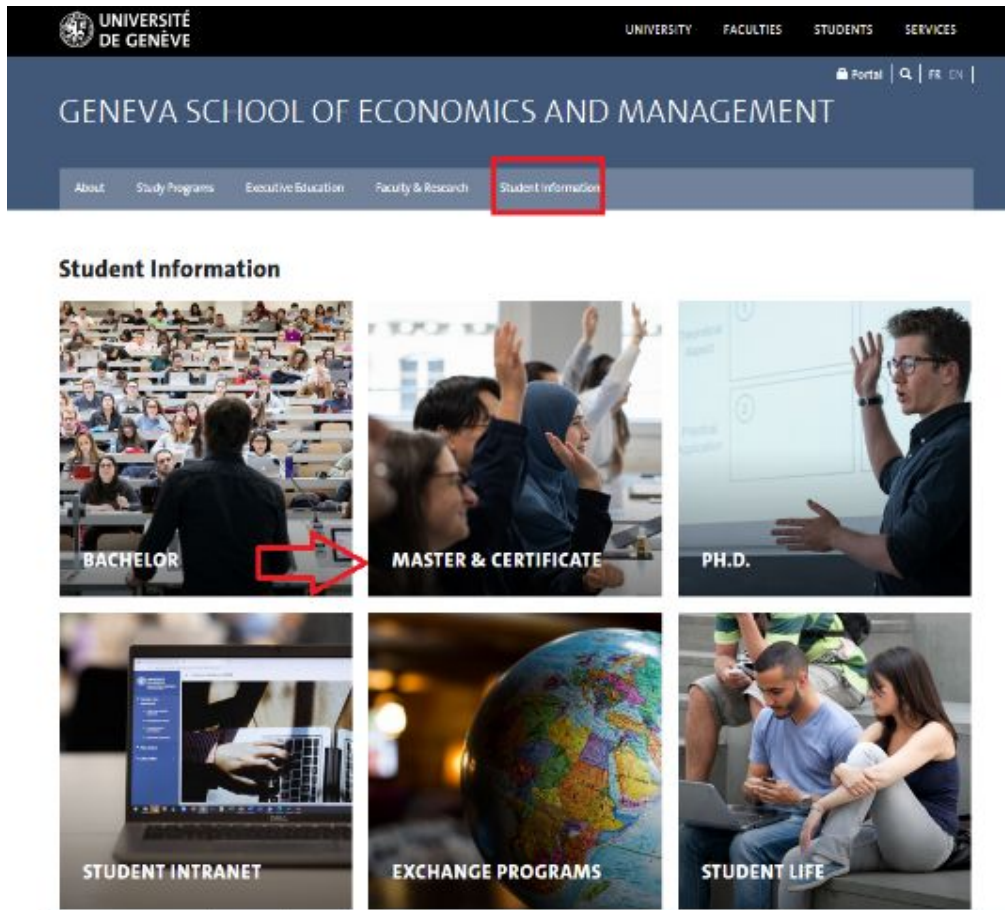 UNIVERSITÉ
DE GENÈVE
UNIVERSITY FACULTIES STUDENTS SERVICES
Portal FR EN
GENEVA SCHOOL OF ECONOMICS AND MANAGEMENT
About Study Programs Executive Education Faculty & Research Student Information
Student Information
BACHELOR MASTER & CERTIFICATE PH.D.
STUDENT INTRANET EXCHANGE PROGRAMS STUDENT LIFE